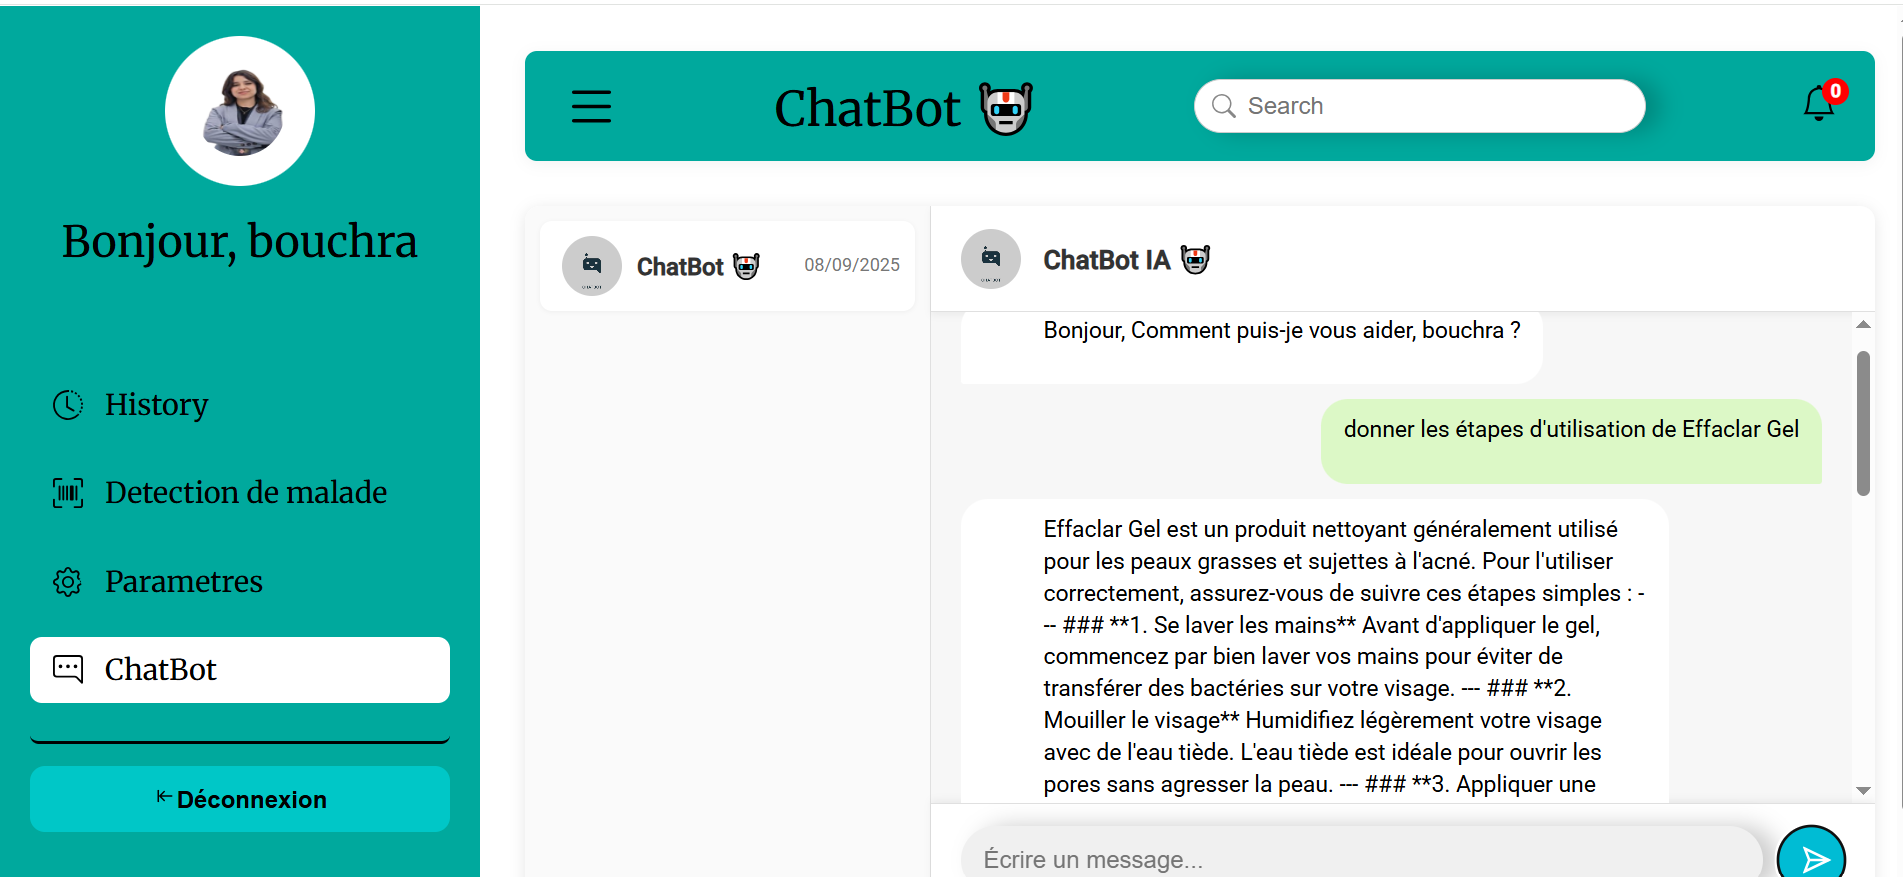 Bonjour, bouchra
History
Detection de malade
Parametres
ChatBot
Déconnexion
ChatBot
Search
0
ChatBot
08/09/2025
ChatBot IA
Bonjour, Comment puis-je vous aider, bouchra ?
donner les étapes d'utilisation de Effaclar Gel
Effaclar Gel est un produit nettoyant généralement utilisé
pour les peaux grasses et sujettes à l'acné. Pour l'utiliser
correctement, assurez-vous de suivre ces étapes simples : -
-- ### **1. Se laver les mains** Avant d'appliquer le gel,
commencez par bien laver vos mains pour éviter de
transférer des bactéries sur votre visage. --- ### **2.
Mouiller le visage** Humidifiez légèrement votre visage
avec de l'eau tiède. L'eau tiède est idéale pour ouvrir les
pores sans agresser la peau. --- ### **3. Appliquer une
Écrire un message...